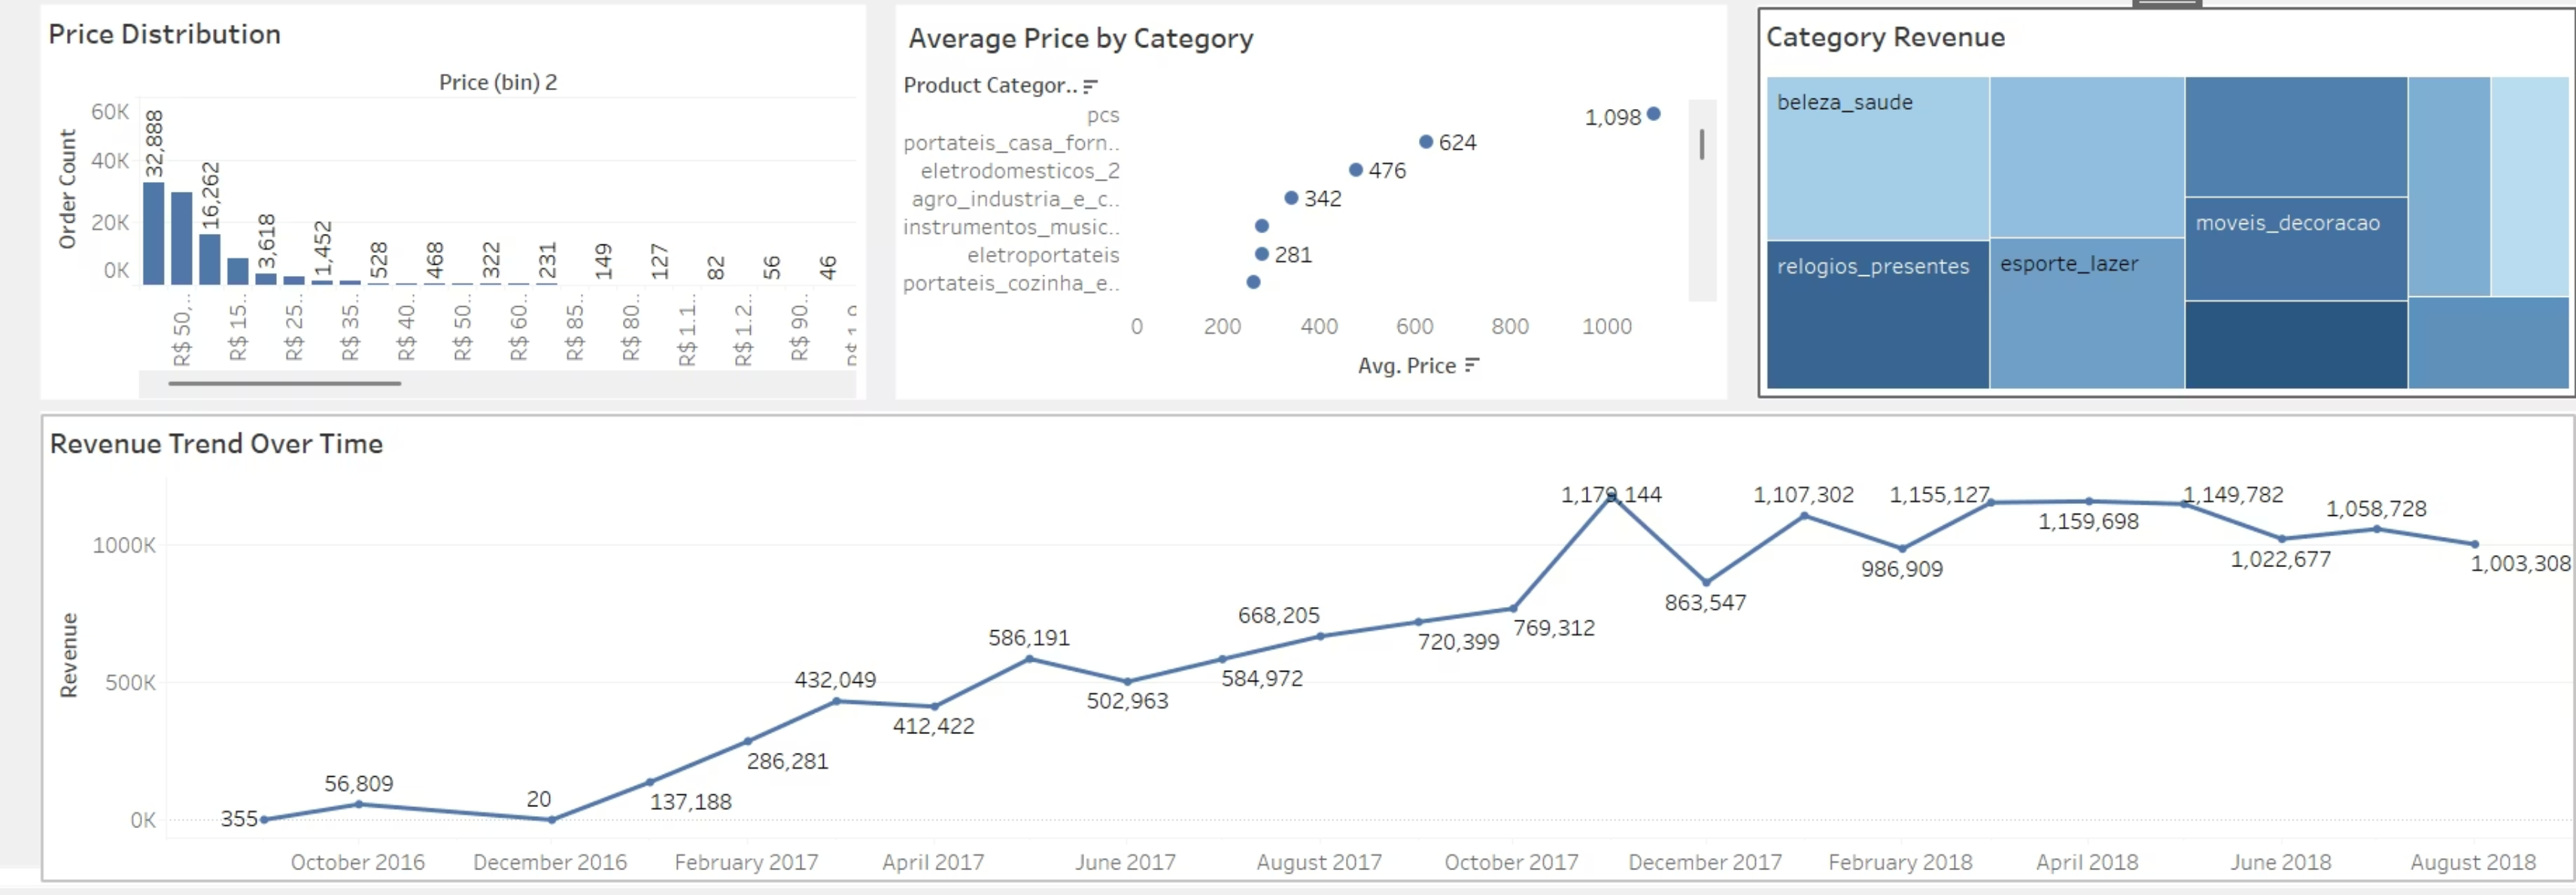 Price Distribution
Price (bin) 2
Order Count
60K
40K
20K
0K
32,888
16,262
3,618
1,452
528
468
322
231
149
127
82
56
46
R$ 50,..
R$ 15..
R$ 25..
R$ 35..
R$ 40..
R$ 50..
R$ 60..
R$ 85..
R$ 80..
R$ 1.1..
R$ 1.2..
R$ 90..
Average Price by Category
Product Categor..
pcs
1,098
portateis_casa_forn..
624
eletrodomesticos_2
476
agro_industria_e_c..
342
instrumentos_music..
eletroportateis
281
portateis_cozinha_e..
0 200 400 600 800 1000
Avg. Price
Category Revenue
beleza_saude
relogios_presentes
esporte_lazer
moveis_decoracao
Revenue Trend Over Time
Revenue
1000K
500K
0K
355
56,809
20
137,188
286,281
432,049
412,422
586,191
502,963
584,972
668,205
720,399
769,312
1,179,144
863,547
1,107,302
986,909
1,155,127
1,159,698
1,149,782
1,022,677
1,058,728
1,003,308
October 2016 December 2016 February 2017 April 2017 June 2017 August 2017 October 2017 December 2017 February 2018 April 2018 June 2018 August 2018